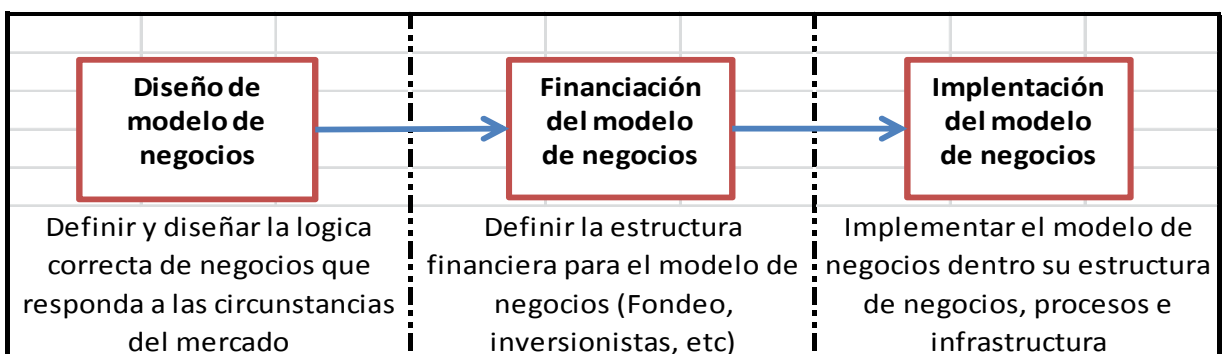 Diseño de
modelo de
negocios
Financiación
del modelo
de negocios
Implentación
del modelo
de negocios
Definir y diseñar la logica
correcta de negocios que
responda a las circunstancias
del mercado
Definir la estructura
financiera para el modelo de
negocios (Fondeo,
inversionistas, etc)
Implementar el modelo de
negocios dentro su estructura
de negocios, procesos e
infrastructura